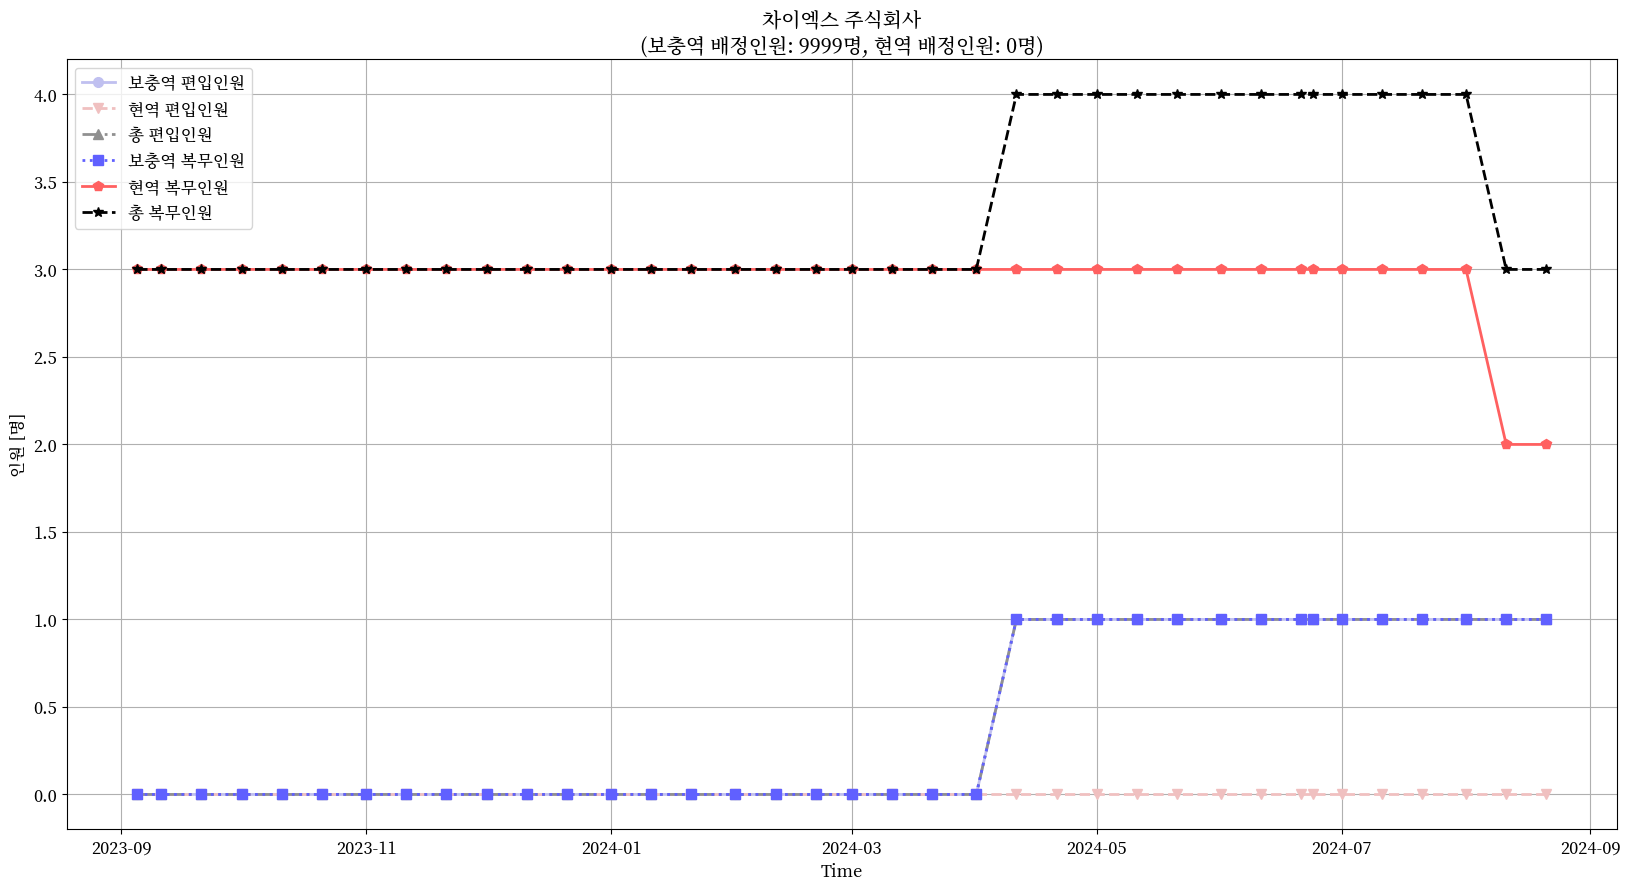 차이엑스 주식회사
(보충역 배정인원: 9999명, 현역 배정인원: 0명)
보충역 편입인원
현역 편입인원
총 편입인원
보충역 복무인원
현역 복무인원
총 복무인원
4.0
3.5
3.0
2.5
2.0
1.5
1.0
0.5
0.0
인원 [명]
2023-09
2023-11
2024-01
2024-03
2024-05
2024-07
2024-09
Time